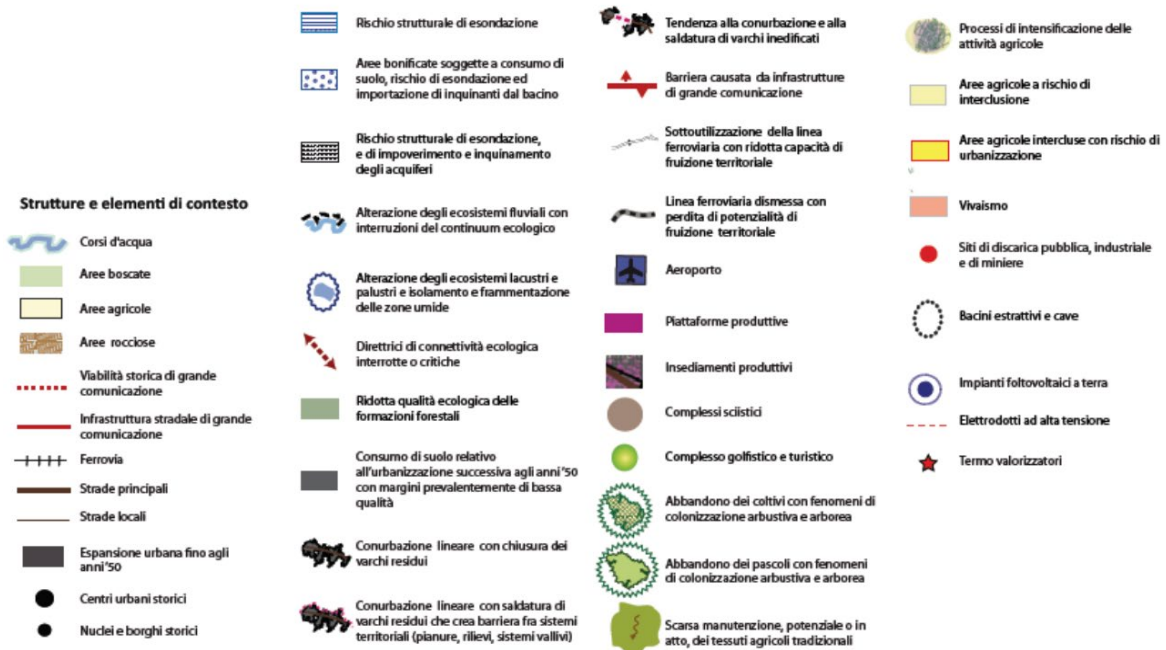 Strutture e elementi di contesto
Corsi d'acqua
Aree boscate
Aree agricole
Aree rocciose
Viabilità storica di grande
comunicazione
Infrastruttura stradale di grande
comunicazione
Ferrovia
Strade principali
Strade locali
Espansione urbana fino agli
anni'50
Centri urbani storici
Nuclei e borghi storici
Rischio strutturale di esondazione
Aree bonificate soggette a consumo di
suolo, rischio di esondazione ed
importazione di inquinanti dal bacino
Rischio strutturale di esondazione,
e di impoverimento e inquinamento
degli acquiferi
Alterazione degli ecosistemi fluviali con
interruzioni del continuum ecologico
Alterazione degli ecosistemi lacustri e
palustri e isolamento e frammentazione
delle zone umide
Direttrici di connettività ecologica
interrotte o critiche
Ridotta qualità ecologica delle
formazioni forestali
Consumo di suolo relativo
all'urbanizzazione successiva agli anni'50
con margini prevalentemente di bassa
qualità
Conurbazione lineare con chiusura dei
varchi residui
Conurbazione lineare con saldatura di
varchi residui che crea barriera fra sistemi
territoriali (pianure, rilievi, sistemi vallivi)
Tendenza alla conurbazione e alla
saldatura di varchi inedificati
Barriera causata da infrastrutture
di grande comunicazione
Sottoutilizzazione della linea
ferroviaria con ridotta capacità di
fruizione territoriale
Linea ferroviaria dismessa con
perdita di potenzialità di
fruizione territoriale
Aeroporto
Piattaforme produttive
Insediamenti produttivi
Complessi sciistici
Complesso golfistico e turistico
Abbandono dei coltivi con fenomeni di
colonizzazione arbustiva e arborea
Abbandono dei pascoli con fenomeni
di colonizzazione arbustiva e arborea
Scarsa manutenzione, potenziale o in
atto, dei tessuti agricoli tradizionali
Processi di intensificazione delle
attività agricole
Aree agricole a rischio di
interclusione
Aree agricole intercluse con rischio di
urbanizzazione
Vivaismo
Siti di discarica pubblica, industriale
e di miniere
Bacini estrattivi e cave
Impianti foltovoltaici a terra
Elettrodotti ad alta tensione
Termo valorizzatori